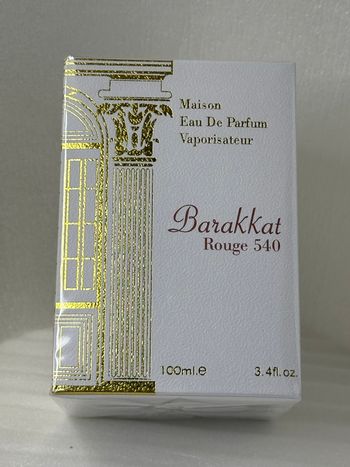 Maison
Eau De Parfum
Vaporisateur
Barakkat
Rouge 540
100ml.e 3.4fl.oz.